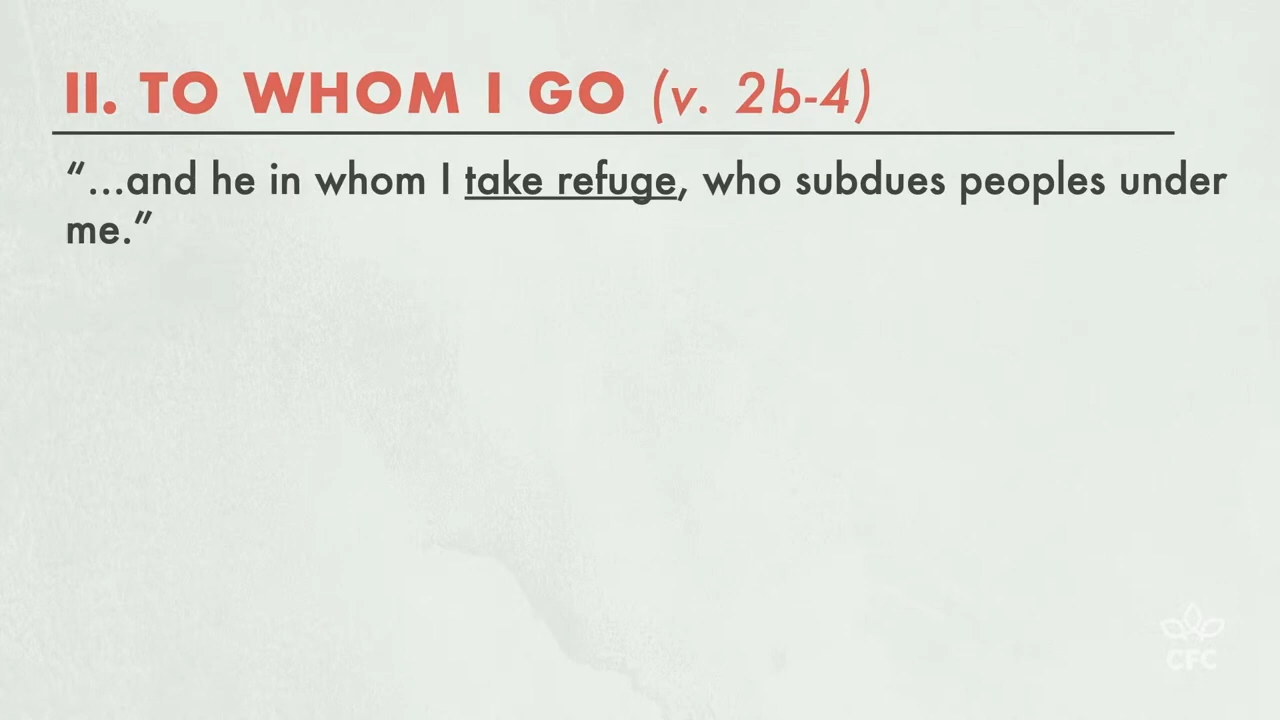 II. TO WHOM I GO (v. 2b-4)
“...and he in whom I take refuge, who subdues peoples under
me.”
CFC